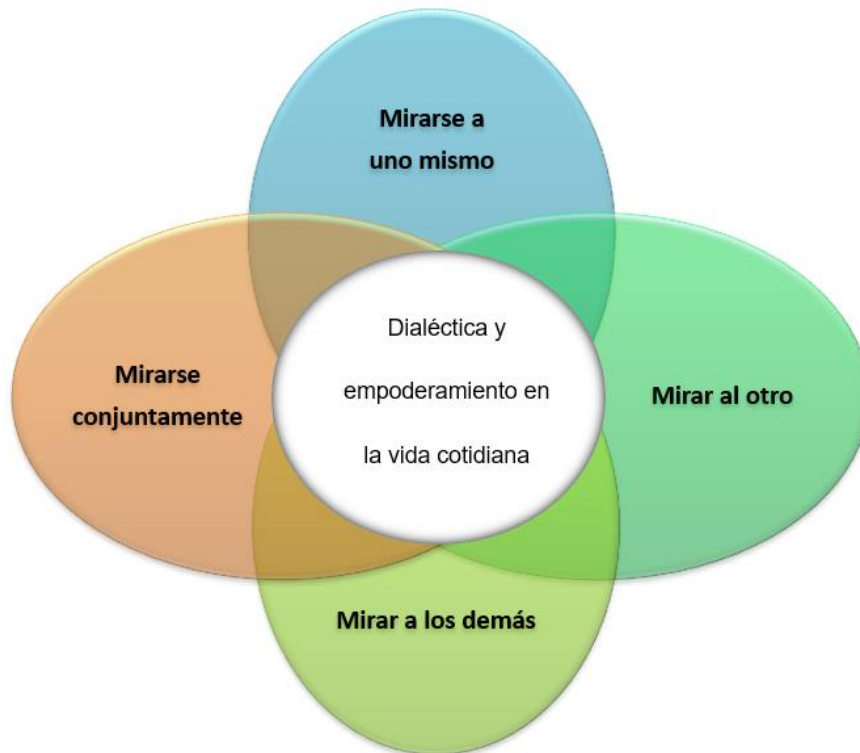 Mirarse a
uno mismo
Mirarse
conjuntamente
Dialéctica y
empoderamiento en
la vida cotidiana
Mirar al otro
Mirar a los demás